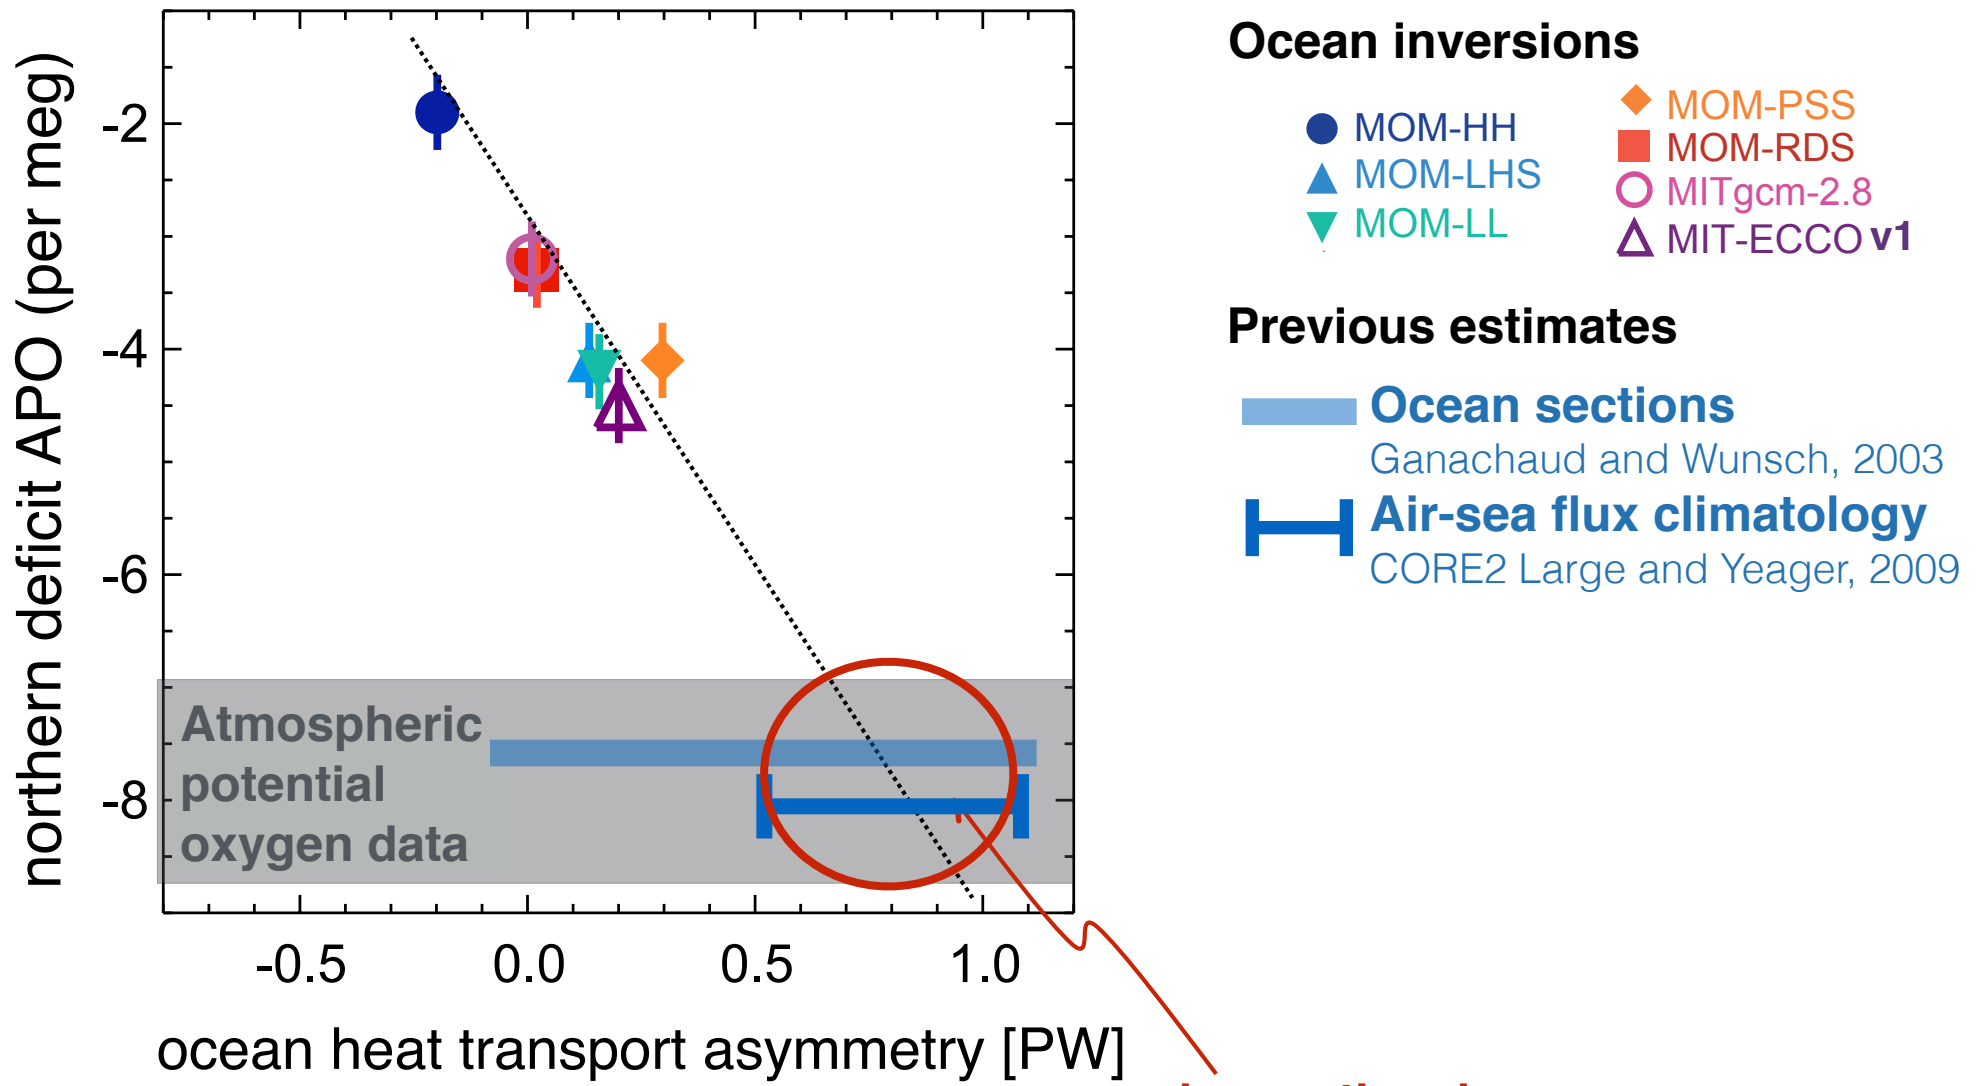 northern deficit APO (per meg)
-2
-4
-6
-8
Atmospheric
potential
oxygen data
-0.5 0.0 0.5 1.0
ocean heat transport asymmetry [PW]
Ocean inversions
MOM-HH
MOM-LHS
MOM-LL
MOM-PSS
MOM-RDS
MITgcm-2.8
MIT-ECCO v1
Previous estimates
Ocean sections
Ganachaud and Wunsch, 2003
Air-sea flux climatology
CORE2 Large and Yeager, 2009